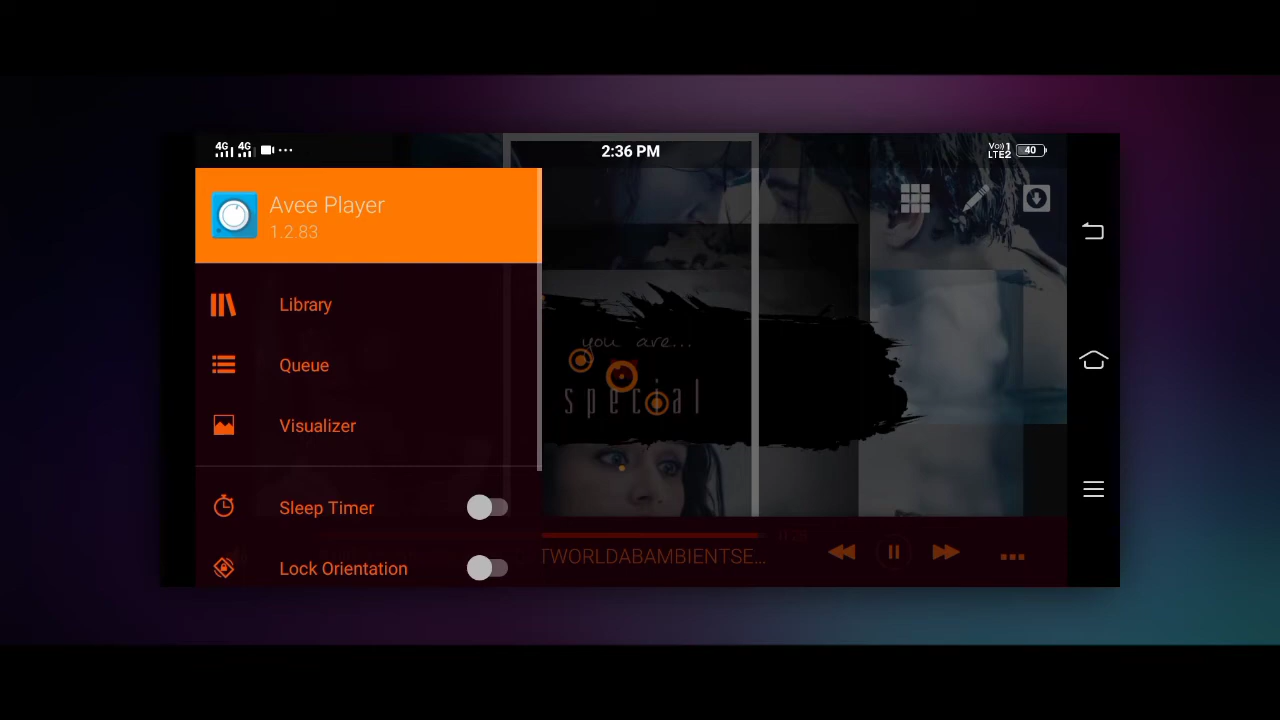 4G 4G
2:36 PM
Vo)) 1
LTE2
40
Avee Player
1.2.83
Library
Queue
you are...
special
Visualizer
Sleep Timer
TWORLDABAMBIENTSE...
Lock Orientation